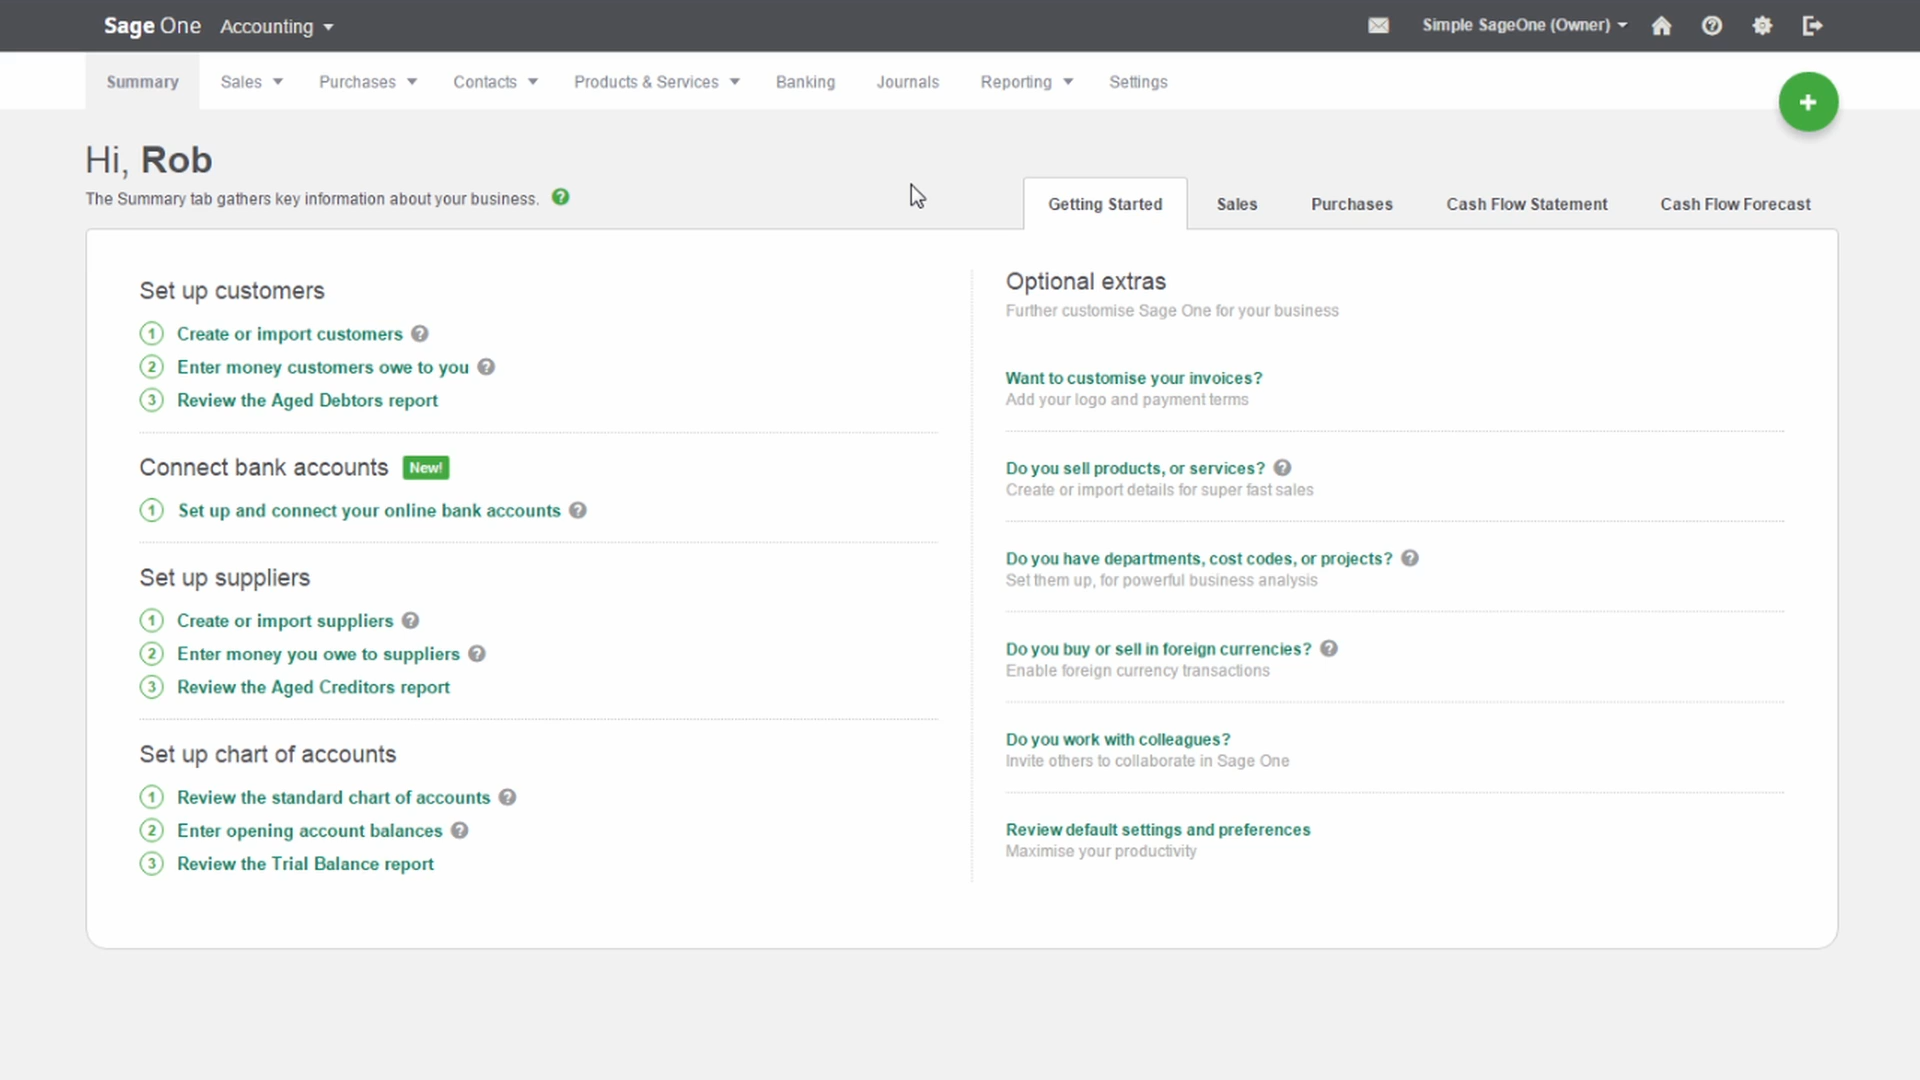 Sage One Accounting Simple SageOne (Owner)
Summary Sales Purchases Contacts Products & Services Banking Journals Reporting Settings
+
Hi, Rob
The Summary tab gathers key information about your business. ?
Getting Started Sales Purchases Cash Flow Statement Cash Flow Forecast
Set up customers
1 Create or import customers ?
2 Enter money customers owe to you ?
3 Review the Aged Debtors report
Connect bank accounts New!
1 Set up and connect your online bank accounts ?
Set up suppliers
1 Create or import suppliers ?
2 Enter money you owe to suppliers ?
3 Review the Aged Creditors report
Set up chart of accounts
1 Review the standard chart of accounts ?
2 Enter opening account balances ?
3 Review the Trial Balance report
Optional extras
Further customise Sage One for your business
Want to customise your invoices?
Add your logo and payment terms
Do you sell products, or services? ?
Create or import details for super fast sales
Do you have departments, cost codes, or projects? ?
Set them up, for powerful business analysis
Do you buy or sell in foreign currencies? ?
Enable foreign currency transactions
Do you work with colleagues?
Invite others to collaborate in Sage One
Review default settings and preferences
Maximise your productivity